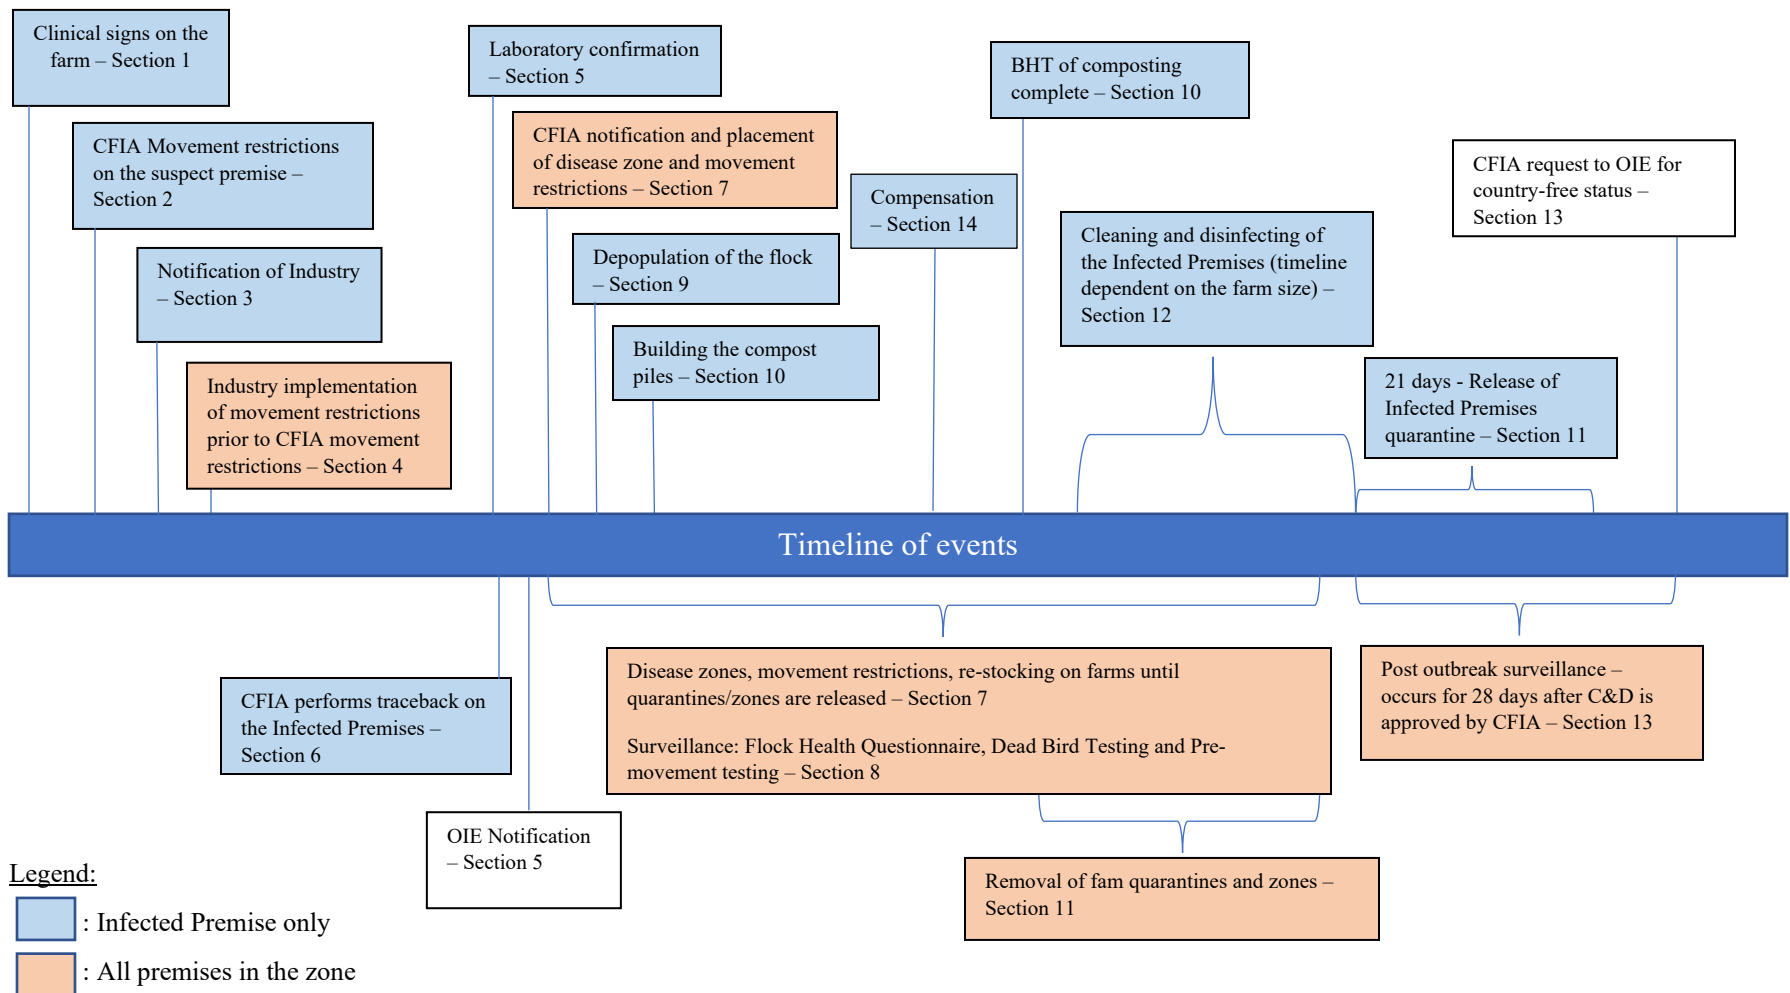 Clinical signs on the
farm – Section 1
CFIA Movement restrictions
on the suspect premise –
Section 2
Notification of Industry
– Section 3
Industry implementation
of movement restrictions
prior to CFIA movement
restrictions – Section 4
Laboratory confirmation
– Section 5
CFIA notification and placement
of disease zone and movement
restrictions – Section 7
Depopulation of the flock
– Section 9
Building the compost
piles – Section 10
Compensation
– Section 14
BHT of composting
complete – Section 10
Cleaning and disinfecting of
the Infected Premises (timeline
dependent on the farm size) –
Section 12
21 days - Release of
Infected Premises
quarantine – Section 11
CFIA request to OIE for
country-free status –
Section 13
Timeline of events
CFIA performs traceback on
the Infected Premises –
Section 6
OIE Notification
– Section 5
Disease zones, movement restrictions, re-stocking on farms until
quarantines/zones are released – Section 7
Surveillance: Flock Health Questionnaire, Dead Bird Testing and Pre-
movement testing – Section 8
Removal of fam quarantines and zones –
Section 11
Post outbreak surveillance –
occurs for 28 days after C&D is
approved by CFIA – Section 13
Legend:
: Infected Premise only
: All premises in the zone